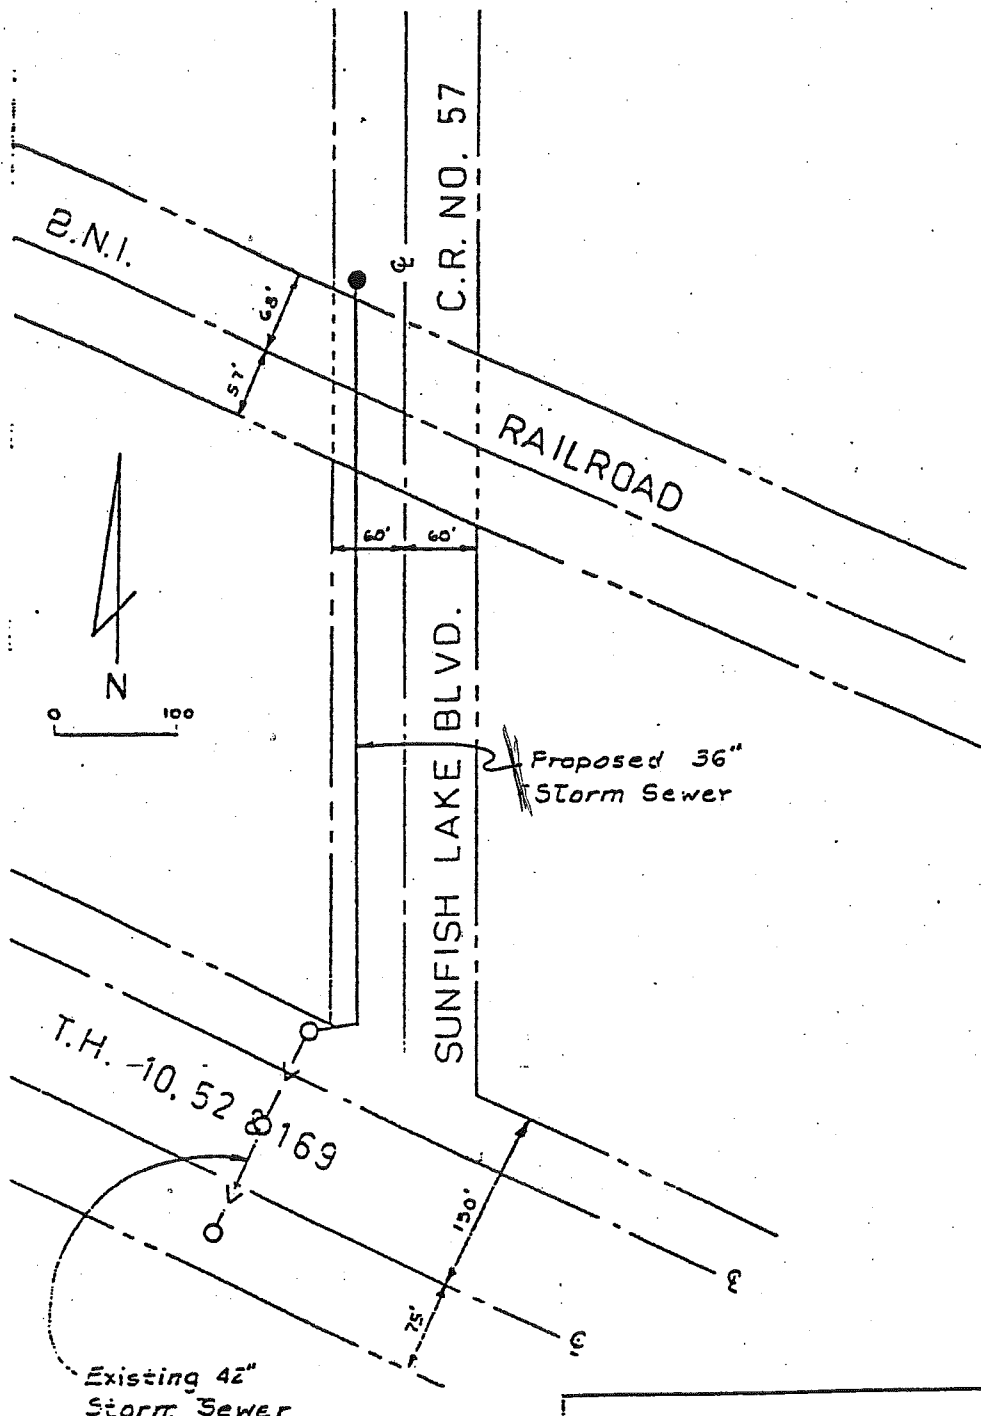 C.R. NO. 57
B.N.I.
℄
68'
57'
RAILROAD
60' 60'
N
0 100
Proposed 36"
Storm Sewer
SUNFISH LAKE BLVD.
T.H. 10, 52 & 169
150'
75'
℄
℄
Existing 42"
Storm Sewer